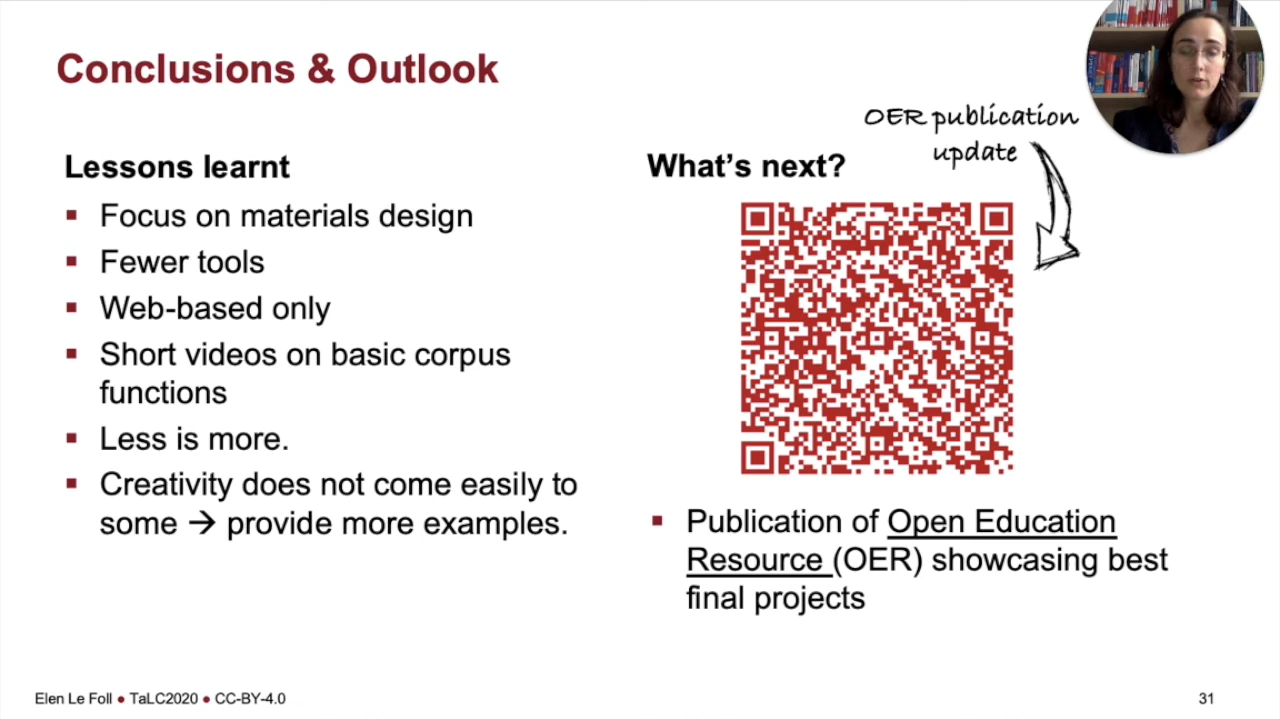 Conclusions & Outlook
Lessons learnt
▪ Focus on materials design
▪ Fewer tools
▪ Web-based only
▪ Short videos on basic corpus
functions
▪ Less is more.
▪ Creativity does not come easily to
some → provide more examples.
OER publication
update
What’s next?
▪ Publication of Open Education
Resource (OER) showcasing best
final projects
Elen Le Foll ● TaLC2020 ● CC-BY-4.0
31